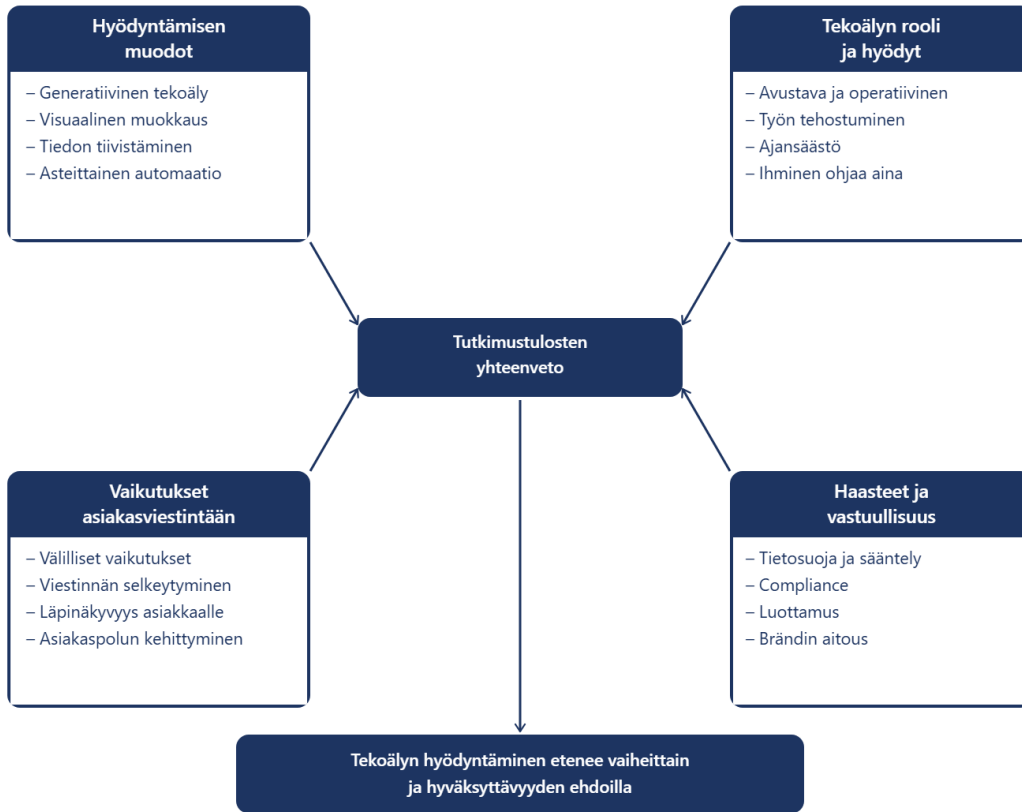 Hyödyntämisen
muodot
– Generatiivinen tekoäly
– Visuaalinen muokkaus
– Tiedon tiivistäminen
– Asteittainen automaatio
Tekoälyn rooli
ja hyödyt
– Avustava ja operatiivinen
– Työn tehostuminen
– Ajansäästö
– Ihminen ohjaa aina
Tutkimustulosten
yhteenveto
Vaikutukset
asiakasviestintään
– Välilliset vaikutukset
– Viestinnän selkeytyminen
– Läpinäkyvyys asiakkaalle
– Asiakaspolun kehittyminen
Haasteet ja
vastuullisuus
– Tietosuoja ja sääntely
– Compliance
– Luottamus
– Brändin aitous
Tekoälyn hyödyntäminen etenee vaiheittain
ja hyväksyttävyyden ehdoilla